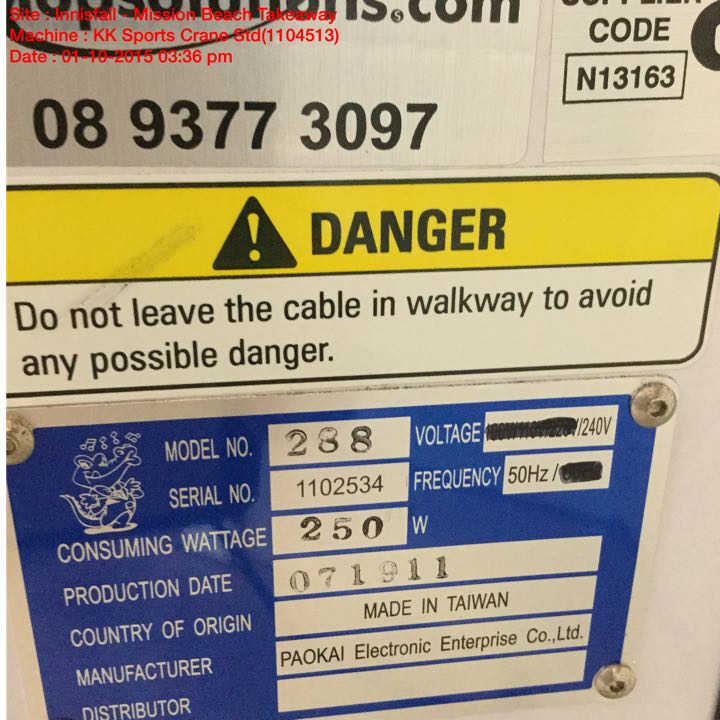 Site : Innisfail - Mission Beach Takeaway
Machine : KK Sports Crane Std(1104513)
Date : 01-10-2015 03:36 pm
CODE
N13163
08 9377 3097
DANGER
Do not leave the cable in walkway to avoid
any possible danger.
MODEL NO. 288 VOLTAGE /240V
SERIAL NO. 1102534 FREQUENCY 50Hz /
CONSUMING WATTAGE 250 W
PRODUCTION DATE 071911
COUNTRY OF ORIGIN MADE IN TAIWAN
MANUFACTURER PAOKAI Electronic Enterprise Co.,Ltd.
DISTRIBUTOR